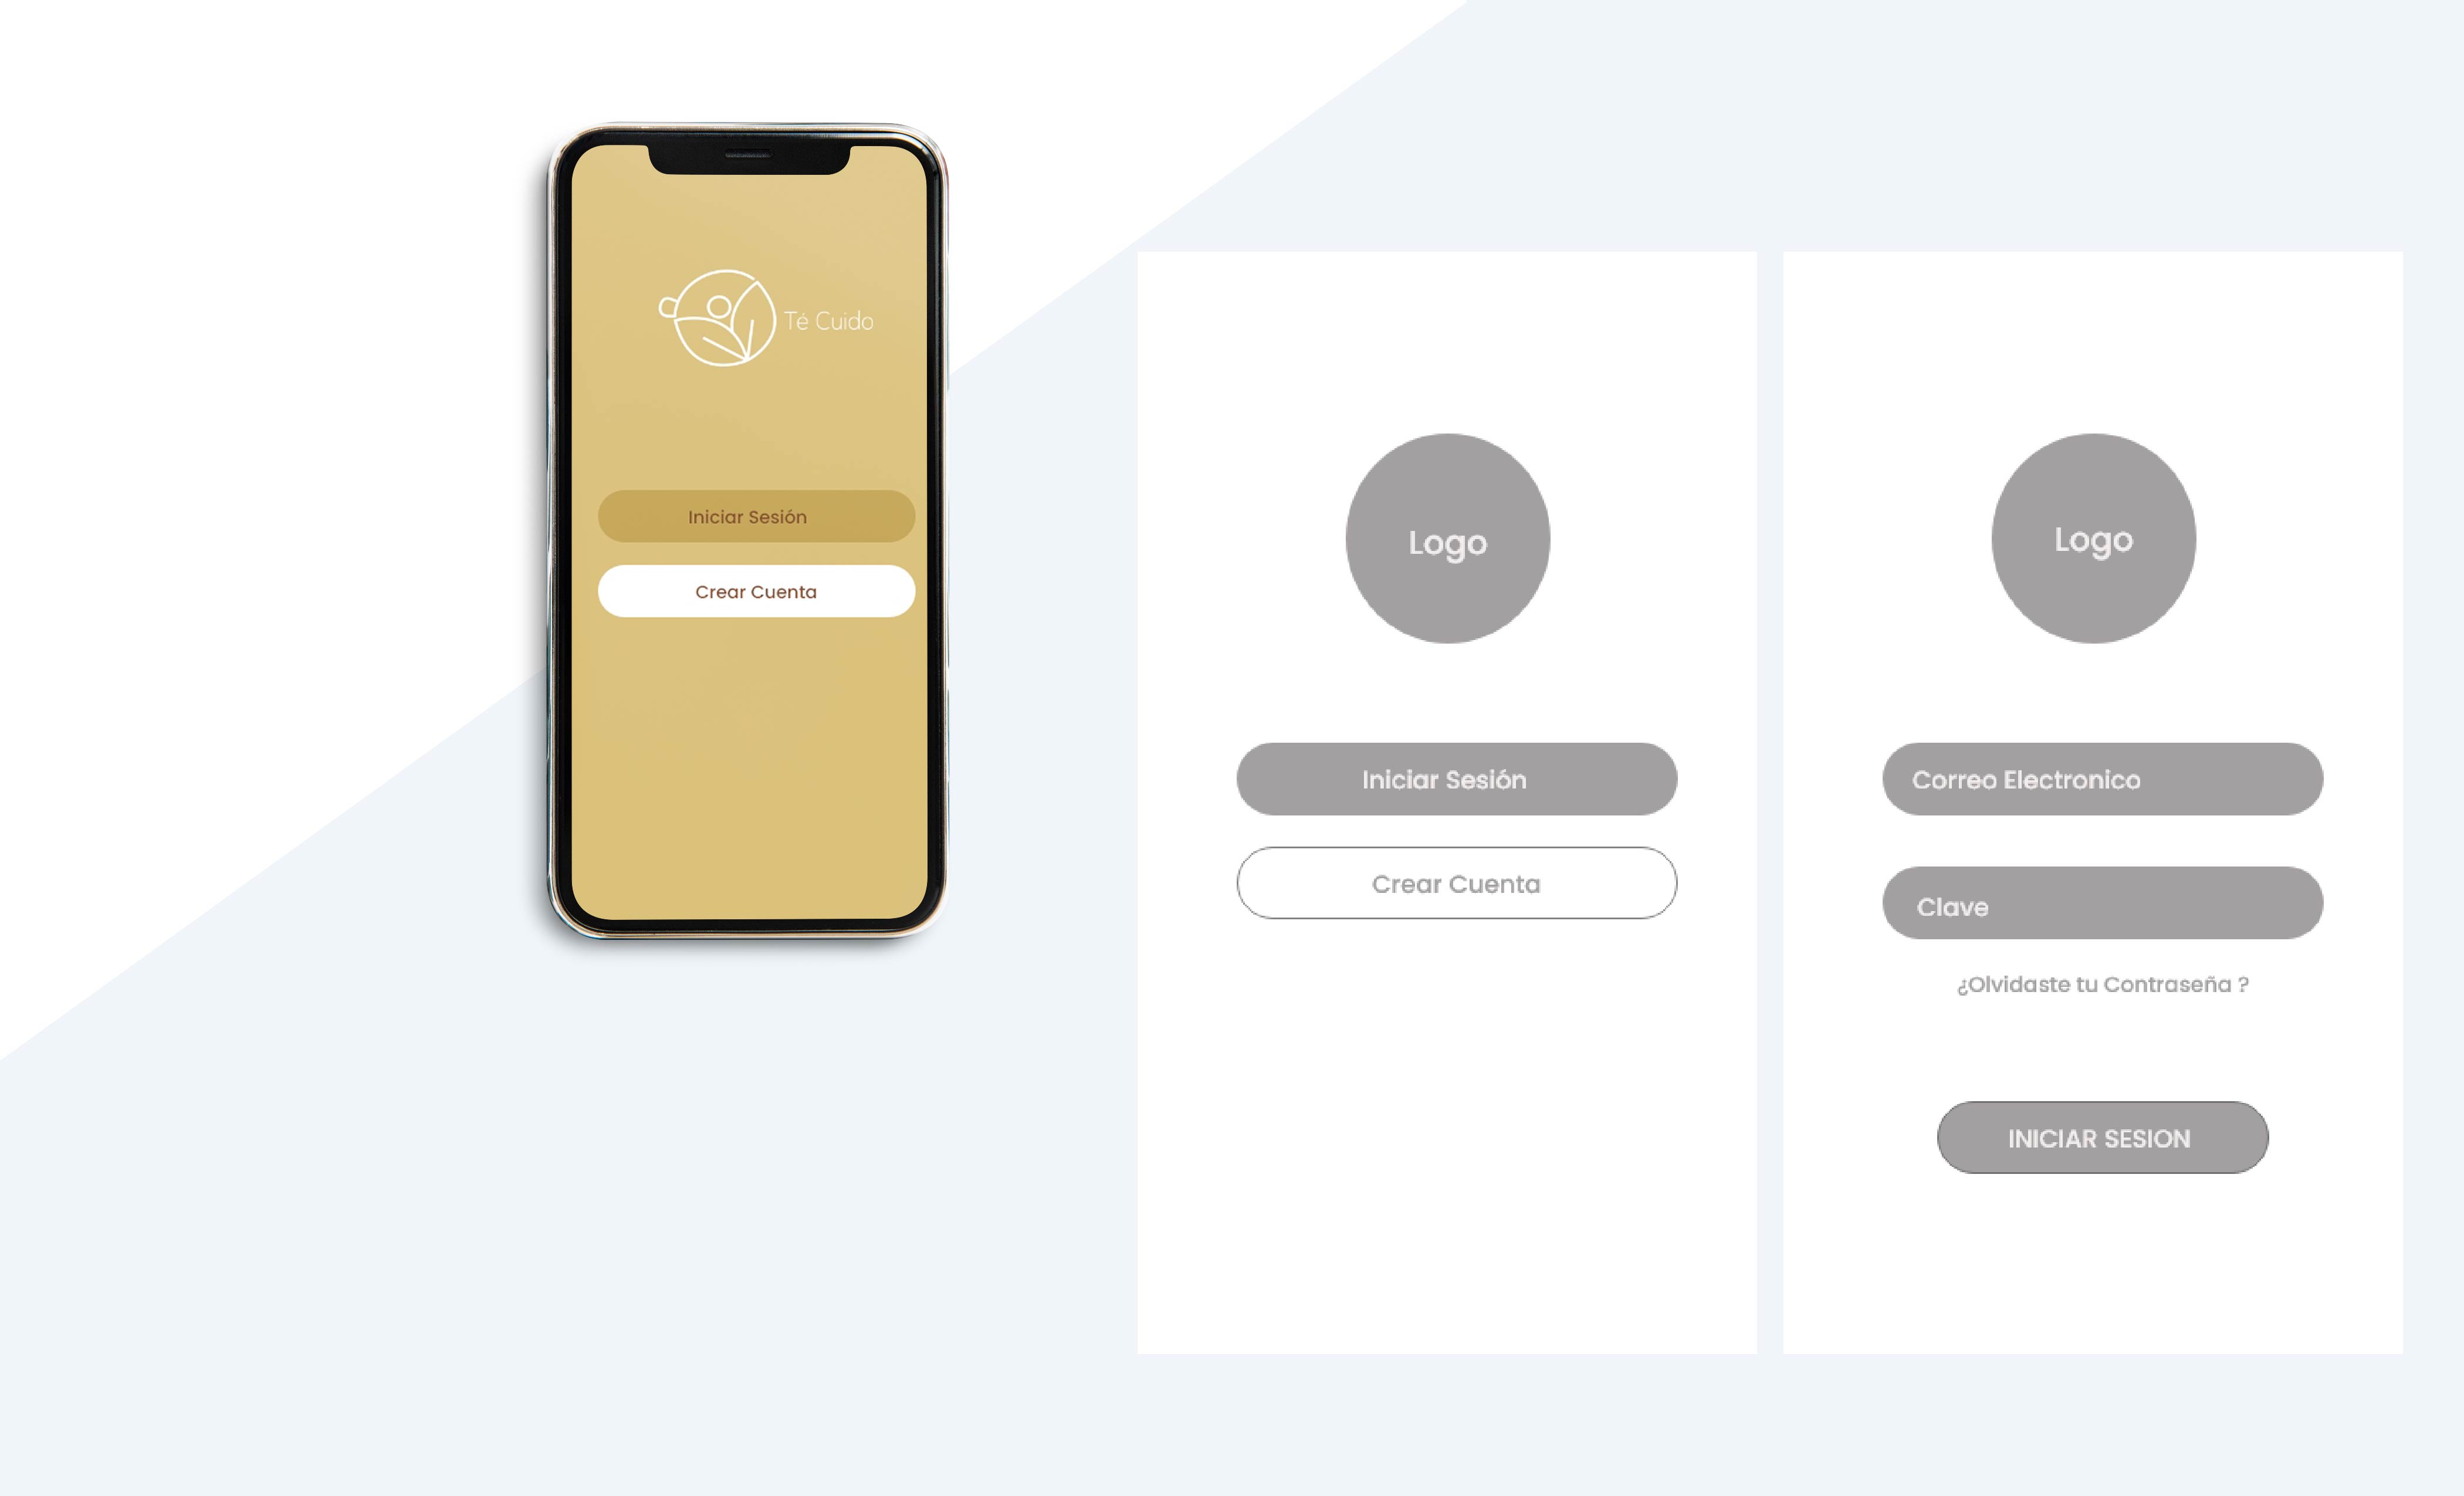 Té Cuido
Iniciar Sesión
Crear Cuenta
Logo
Iniciar Sesión
Crear Cuenta
Logo
Correo Electronico
Clave
¿Olvidaste tu Contraseña ?
INICIAR SESION